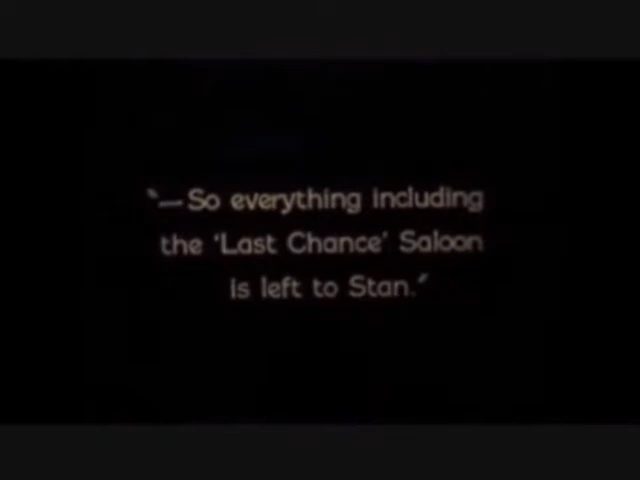 “—So everything including
the ‘Last Chance’ Saloon
is left to Stan.”